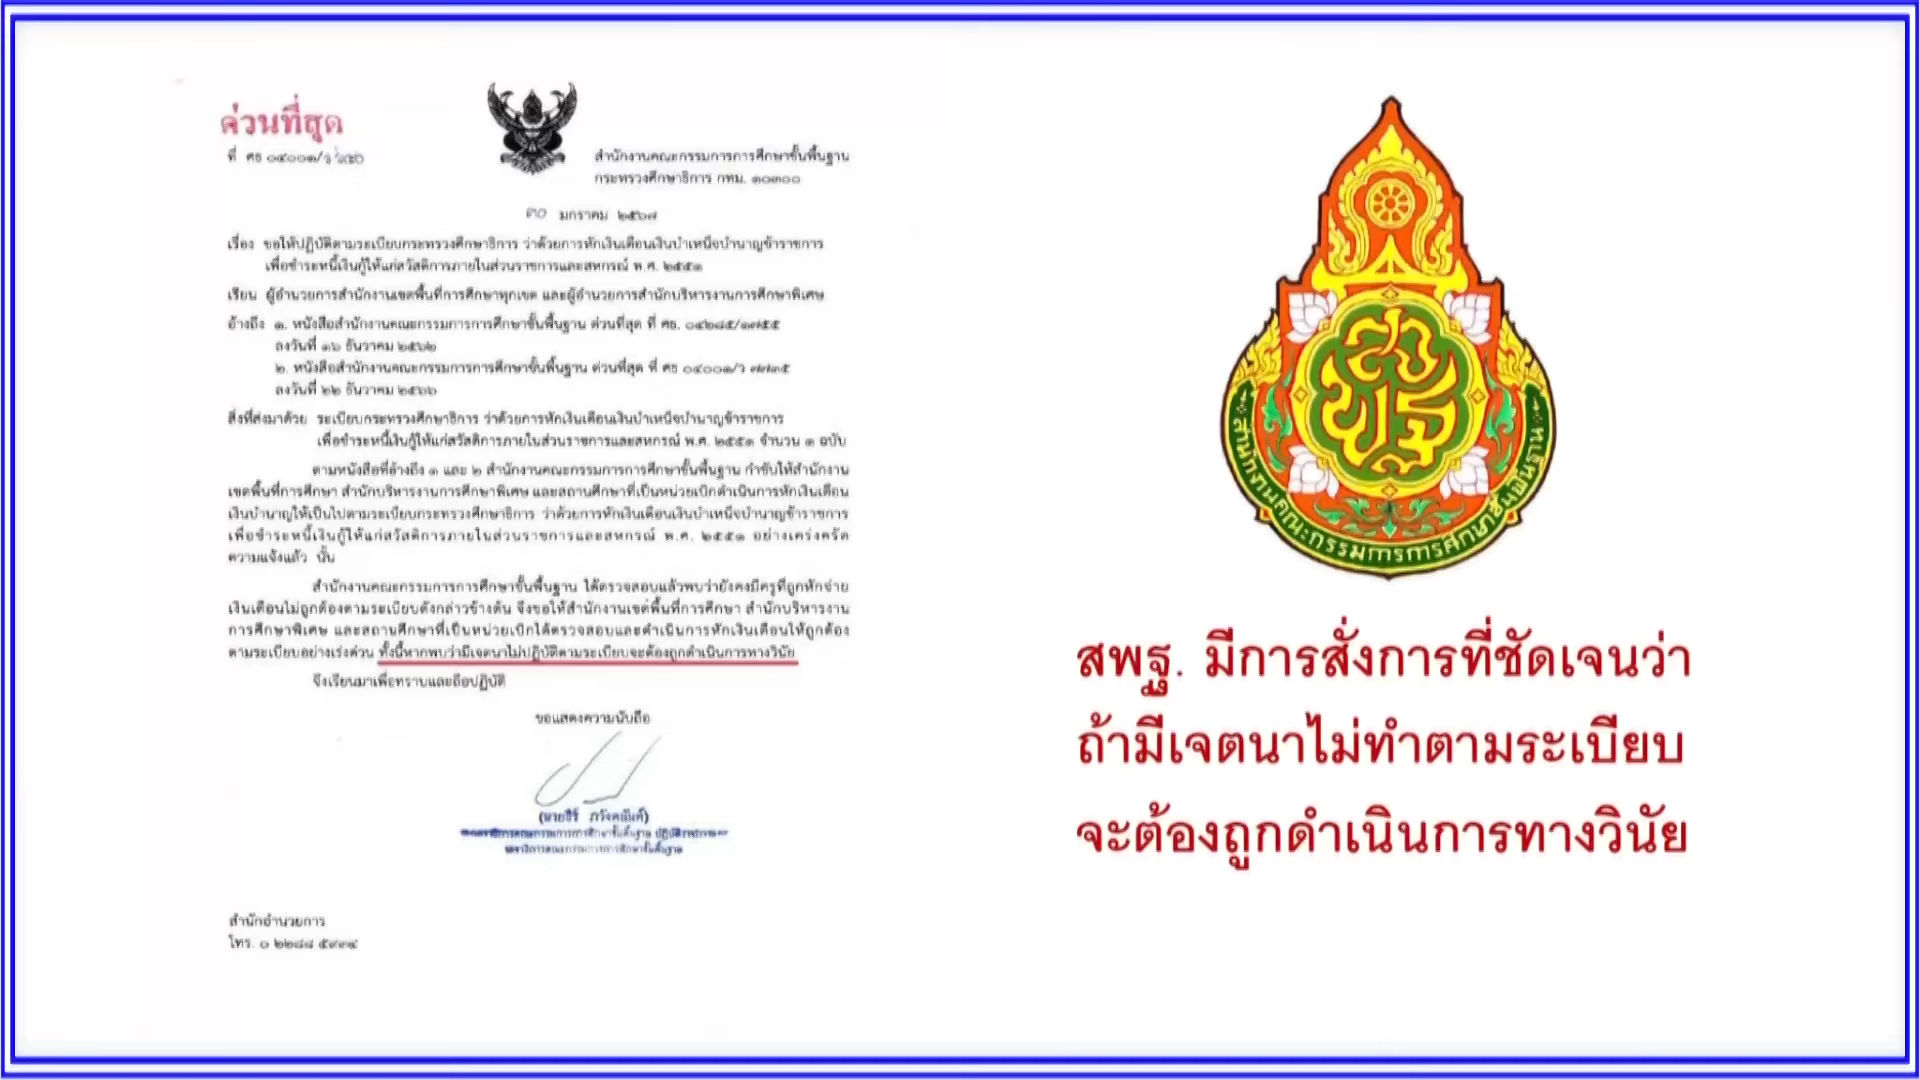 ด่วนที่สุด
ที่ ศธ ๐๔๐๐๑/
สำนักงานคณะกรรมการการศึกษาขั้นพื้นฐาน
กระทรวงศึกษาธิการ กทม. ๑๐๓๐๐
๓๐ มกราคม ๒๕๖๗
เรื่อง ขอให้ปฏิบัติตามระเบียบกระทรวงศึกษาธิการ ว่าด้วยการหักเงินเดือนเงินบำเหน็จบำนาญข้าราชการ
เพื่อชำระหนี้เงินกู้ให้แก่สวัสดิการภายในส่วนราชการและสหกรณ์ พ.ศ. ๒๕๕๑
เรียน ผู้อำนวยการสำนักงานเขตพื้นที่การศึกษาทุกเขต และผู้อำนวยการสำนักบริหารงานการศึกษาพิเศษ
อ้างถึง ๑. หนังสือสำนักงานคณะกรรมการการศึกษาขั้นพื้นฐาน ด่วนที่สุด ที่ ศธ. ๐๔๒๘๕/๑๗๕๕
ลงวันที่ ๑๖ ธันวาคม ๒๕๖๒
๒. หนังสือสำนักงานคณะกรรมการการศึกษาขั้นพื้นฐาน ด่วนที่สุด ที่ ศธ ๐๔๐๐๑/ว ๗๗๓๕
ลงวันที่ ๒๒ ธันวาคม ๒๕๖๖
สิ่งที่ส่งมาด้วย ระเบียบกระทรวงศึกษาธิการ ว่าด้วยการหักเงินเดือนเงินบำเหน็จบำนาญข้าราชการ
เพื่อชำระหนี้เงินกู้ให้แก่สวัสดิการภายในส่วนราชการและสหกรณ์ พ.ศ. ๒๕๕๑ จำนวน ๑ ฉบับ
ตามหนังสือที่อ้างถึง ๑ และ ๒ สำนักงานคณะกรรมการการศึกษาขั้นพื้นฐาน กำชับให้สำนักงาน
เขตพื้นที่การศึกษา สำนักบริหารงานการศึกษาพิเศษ และสถานศึกษาที่เป็นหน่วยเบิกดำเนินการหักเงินเดือน
เงินบำนาญให้เป็นไปตามระเบียบกระทรวงศึกษาธิการ ว่าด้วยการหักเงินเดือนเงินบำเหน็จบำนาญข้าราชการ
เพื่อชำระหนี้เงินกู้ให้แก่สวัสดิการภายในส่วนราชการและสหกรณ์ พ.ศ. ๒๕๕๑ อย่างเคร่งครัด
ความแจ้งแล้ว นั้น
สำนักงานคณะกรรมการการศึกษาขั้นพื้นฐาน ได้ตรวจสอบแล้วพบว่ายังคงมีครูที่ถูกหักจ่าย
เงินเดือนไม่ถูกต้องตามระเบียบดังกล่าวข้างต้น จึงขอให้สำนักงานเขตพื้นที่การศึกษา สำนักบริหารงาน
การศึกษาพิเศษ และสถานศึกษาที่เป็นหน่วยเบิกได้ตรวจสอบและดำเนินการหักเงินเดือนให้ถูกต้อง
ตามระเบียบอย่างเร่งด่วน ทั้งนี้หากพบว่ามีเจตนาไม่ปฏิบัติตามระเบียบจะต้องถูกดำเนินการทางวินัย
จึงเรียนมาเพื่อทราบและถือปฏิบัติ
ขอแสดงความนับถือ
(นายธีร์ ภวังคนันท์)
เลขาธิการคณะกรรมการการศึกษาขั้นพื้นฐาน
สำนักอำนวยการ
โทร. ๐ ๒๒๘๘ ๕๙๓๔
สพฐ
สำนักงานคณะกรรมการการศึกษาขั้นพื้นฐาน
สพฐ. มีการสั่งการที่ชัดเจนว่า
ถ้ามีเจตนาไม่ทำตามระเบียบ
จะต้องถูกดำเนินการทางวินัย